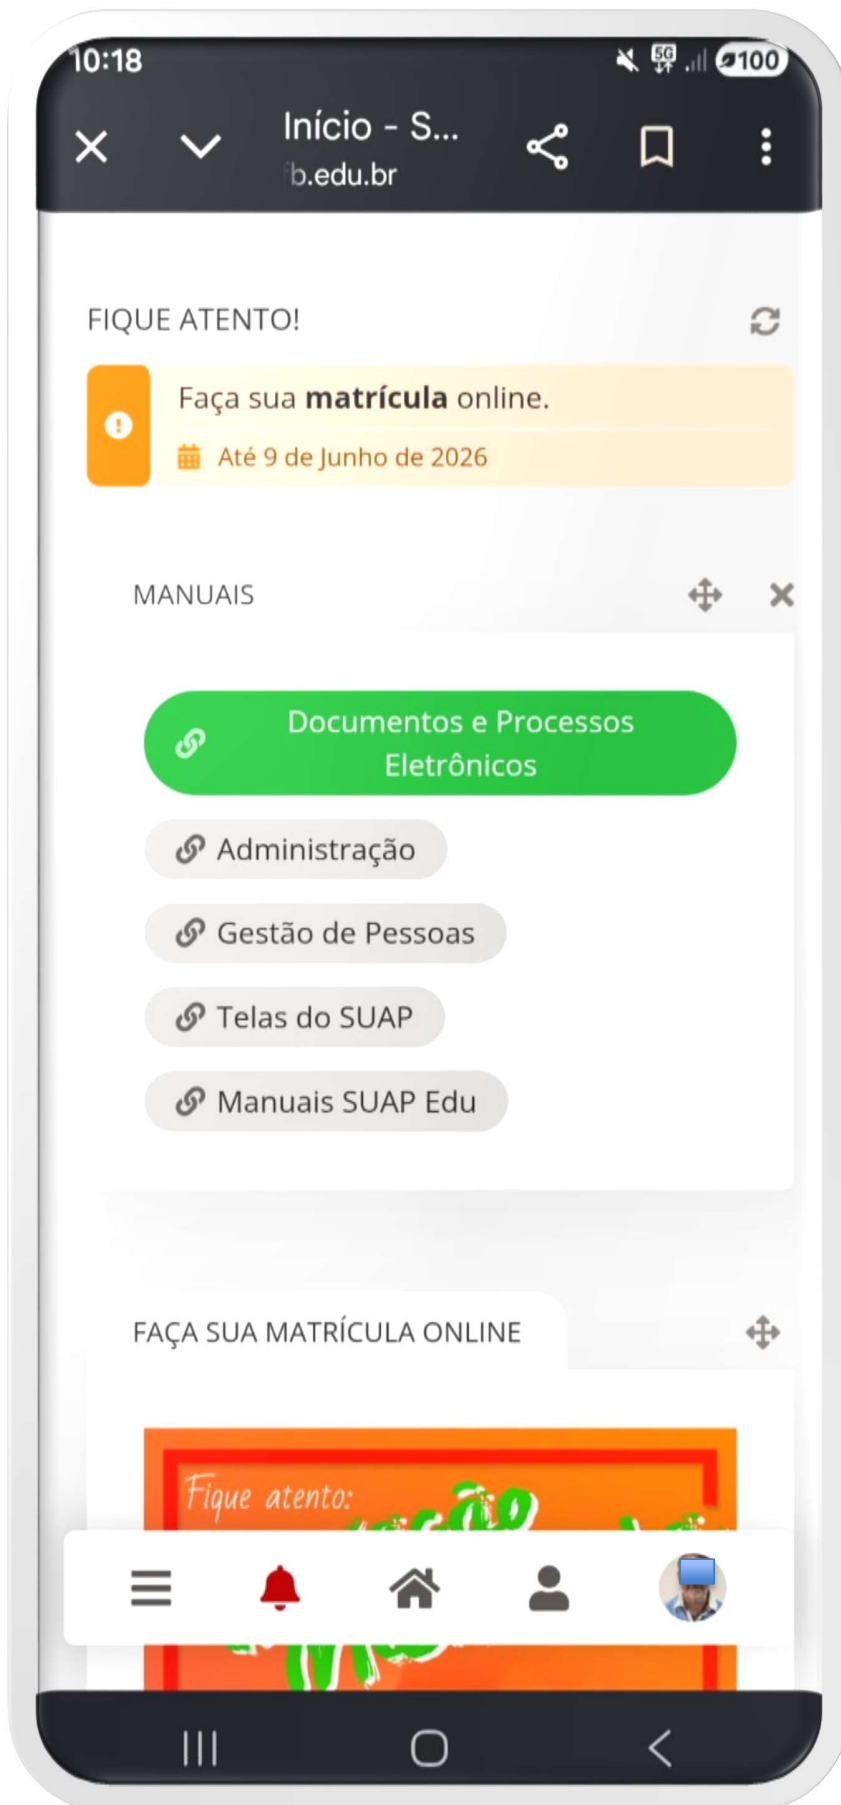 10:18
5G
100
Início - S...
b.edu.br
FIQUE ATENTO!
Faça sua matrícula online.
Até 9 de Junho de 2026
MANUAIS
Documentos e Processos
Eletrônicos
Administração
Gestão de Pessoas
Telas do SUAP
Manuais SUAP Edu
FAÇA SUA MATRÍCULA ONLINE
Fique atento: